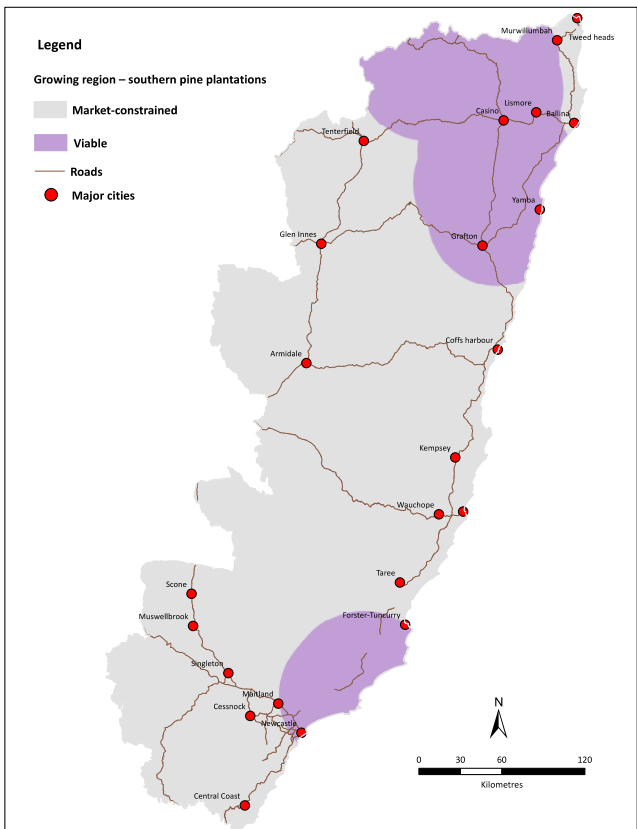 Legend
Growing region – southern pine plantations
Market-constrained
Viable
Roads
Major cities
Murwillumbah
Tweed heads
Lismore
Casino
Ballina
Tenterfield
Yamba
Glen Innes
Grafton
Coffs harbour
Armidale
Kempsey
Wauchope
Taree
Scone
Forster-Tuncurry
Muswellbrook
Singleton
Maitland
Cessnock
Newcastle
N
0 30 60 120
Kilometres
Central Coast